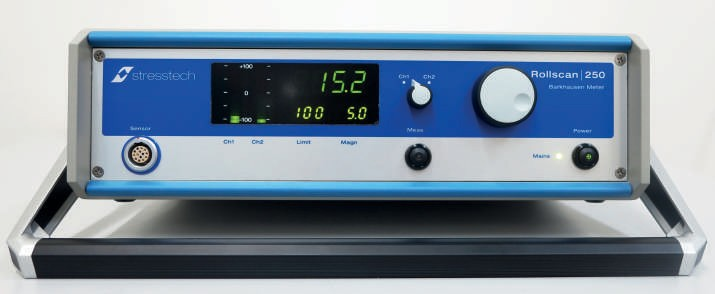 stresstech
+100
0
-100
15.2
100 5.0
Ch1 Ch2
Rollscan | 250
Barkhausen Meter
Sensor
Ch1 Ch2 Limit Magn
Meas
Power
Mains